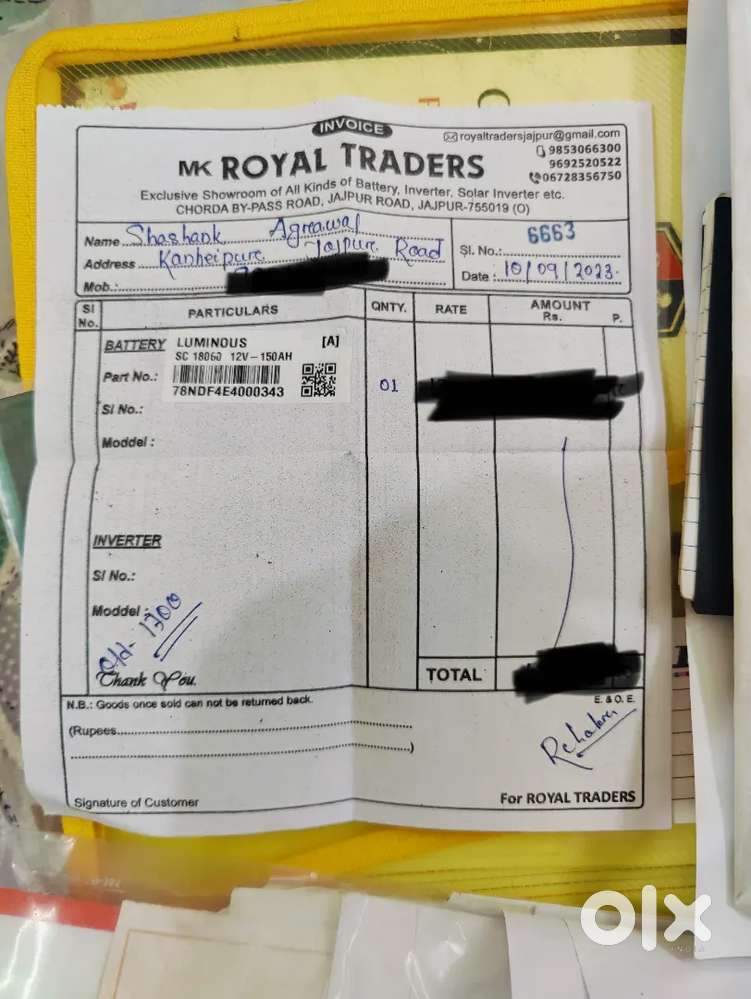 INVOICE
royaltradersjajpur@gmail.com
MK ROYAL TRADERS
9853066300
9692520522
06728356750
Exclusive Showroom of All Kinds of Battery, Inverter, Solar Inverter etc.
CHORDA BY-PASS ROAD, JAJPUR ROAD, JAJPUR-755019 (O)
Name Shashank Agrawal
Address Kanheipur Jajpur Road
Mob.:
Sl. No.: 6663
Date : 10/09/2023.
Sl No. PARTICULARS QNTY. RATE AMOUNT Rs. P.
BATTERY LUMINOUS [A]
SC 18060 12V-150AH
Part No.:
78NDF4E4000343
01
Sl No.:
Moddel :
INVERTER
Sl No.:
Moddel :
Old- 1300
Thank You.
TOTAL
N.B.: Goods once sold can not be returned back.
E. & O. E.
(Rupees
)
Signature of Customer
For ROYAL TRADERS
olx
INDIA